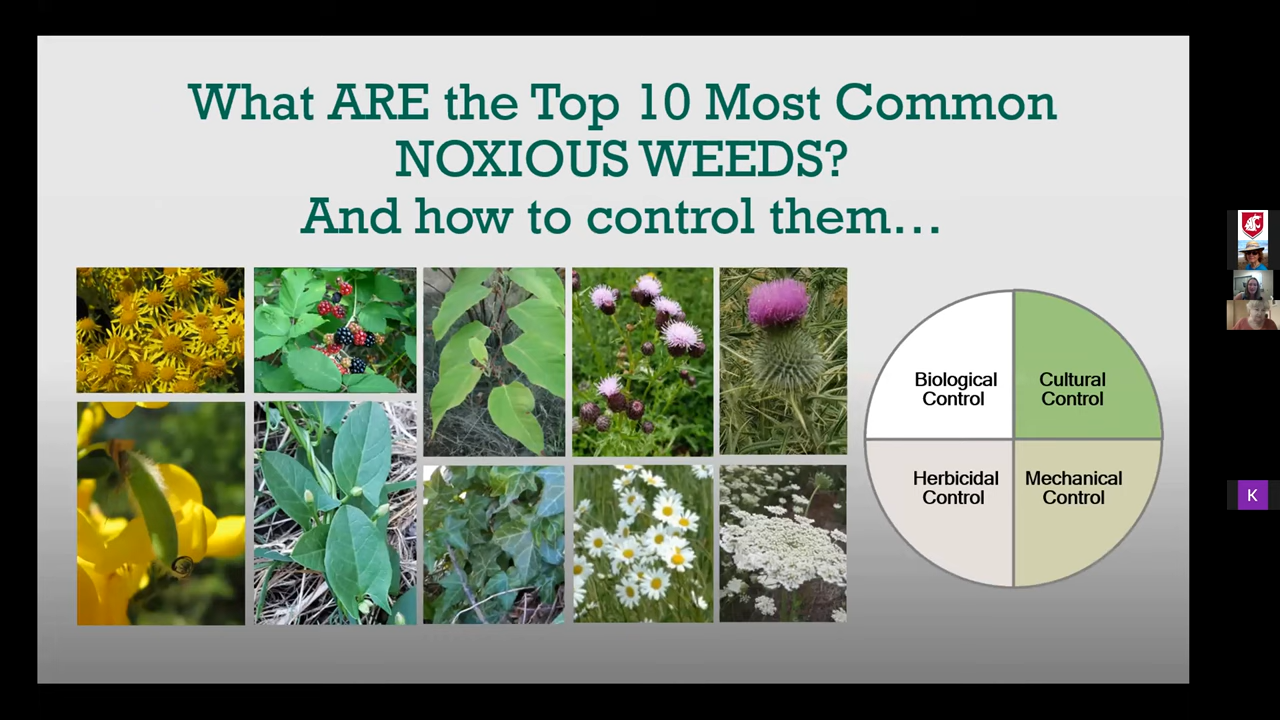 What ARE the Top 10 Most Common
NOXIOUS WEEDS?
And how to control them…
Biological
Control
Cultural
Control
Herbicidal
Control
Mechanical
Control
K